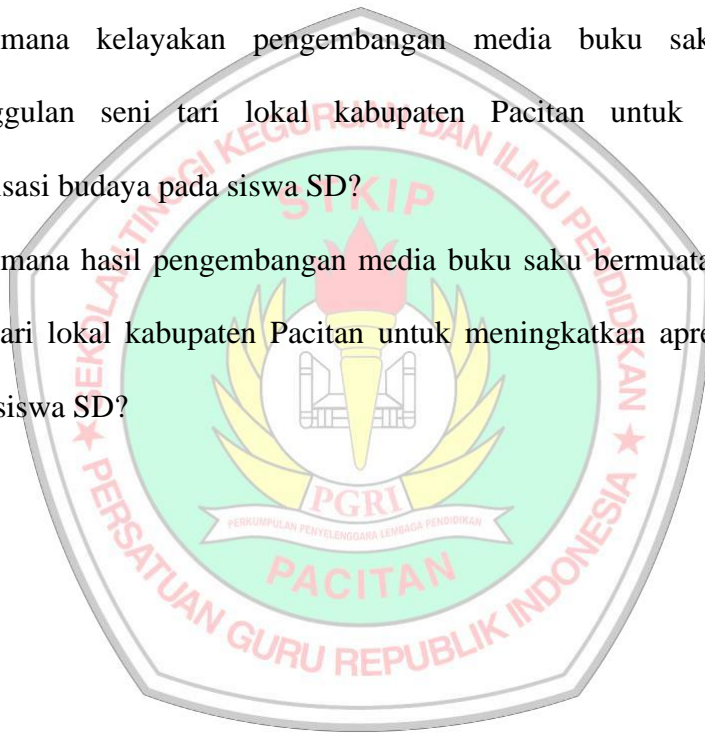 mana kelayakan pengembangan media buku sak
ggulan seni tari lokal kabupaten Pacitan untuk
isasi budaya pada siswa SD?
mana hasil pengembangan media buku saku bermuata
ari lokal kabupaten Pacitan untuk meningkatkan apre
siswa SD?
SEKOLAH TINGGI KEGURUAN DAN ILMU PENDIDIKAN
STKIP
PGRI
PERKUMPULAN PENYELENGGARA LEMBAGA PENDIDIKAN
PACITAN
PERSATUAN GURU REPUBLIK INDONESIA